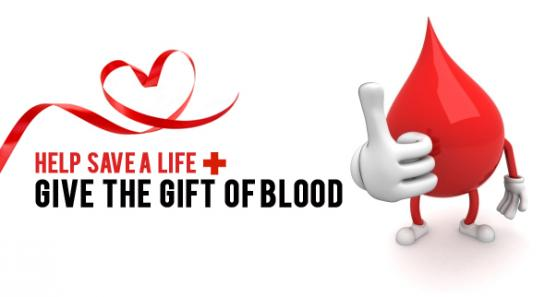 HELP SAVE A LIFE
GIVE THE GIFT OF BLOOD